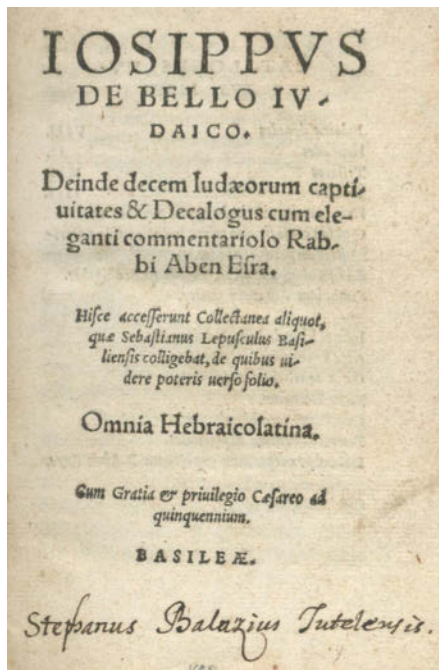 IOSIPPVS
DE BELLO IV-
DAICO.
Deinde decem Iudæorum capti-
uitates & Decalogus cum ele-
ganti commentariolo Rab-
bi Aben Esra.
Hisce accesserunt Collectanea aliquot,
quæ Sebastianus Lepusculus Basi-
liensis colligebat, de quibus ui-
dere poteris uerso folio.
Omnia Hebraicolatina.
Cum Gratia & priuilegio Cæsareo ad
quinquennium.
BASILEÆ.
Stephanus Baluzius Tutelensis.